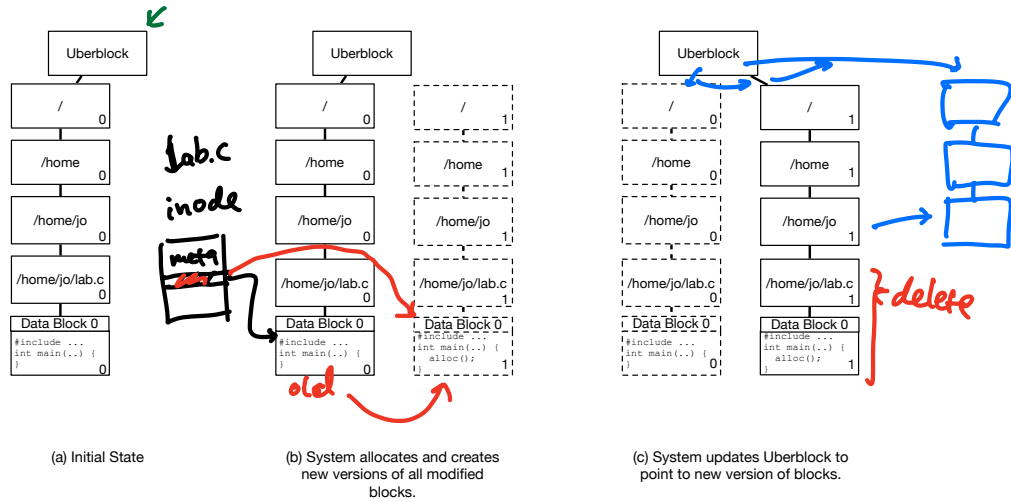 Uberblock
/
0
/home
0
/home/jo
0
/home/jo/lab.c
0
Data Block 0
#include ...
int main(..) {
}
0
(a) Initial State
lab.c
inode
meta
Uberblock
/
0
/home
0
/home/jo
0
/home/jo/lab.c
0
Data Block 0
#include ...
int main(..) {
}
0
old
/
1
/home
1
/home/jo
1
/home/jo/lab.c
1
Data Block 0
#include ...
int main(..) {
alloc();
}
1
(b) System allocates and creates
new versions of all modified
blocks.
Uberblock
/
0
/home
0
/home/jo
0
/home/jo/lab.c
0
Data Block 0
#include ...
int main(..) {
}
0
/
1
/home
1
/home/jo
1
/home/jo/lab.c
1
Data Block 0
#include ...
int main(..) {
alloc();
}
1
delete
(c) System updates Uberblock to
point to new version of blocks.